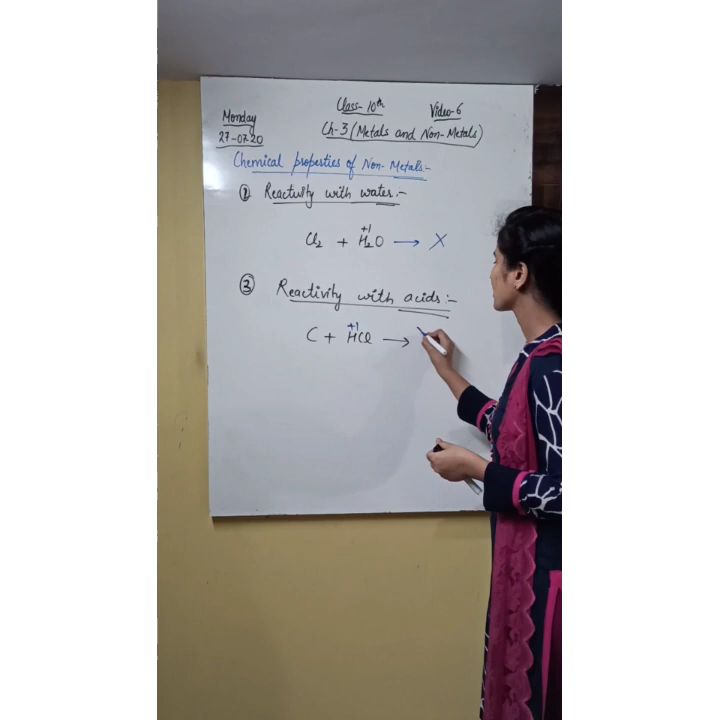 Class-10th Video-6
Monday
27-07-20
Ch-3 (Metals and Non-Metals)
Chemical properties of Non-Metals:-
① Reactivity with water:-
+1
Cl₂ + H₂O → X
② Reactivity with acids:-
+1
C + HCl →